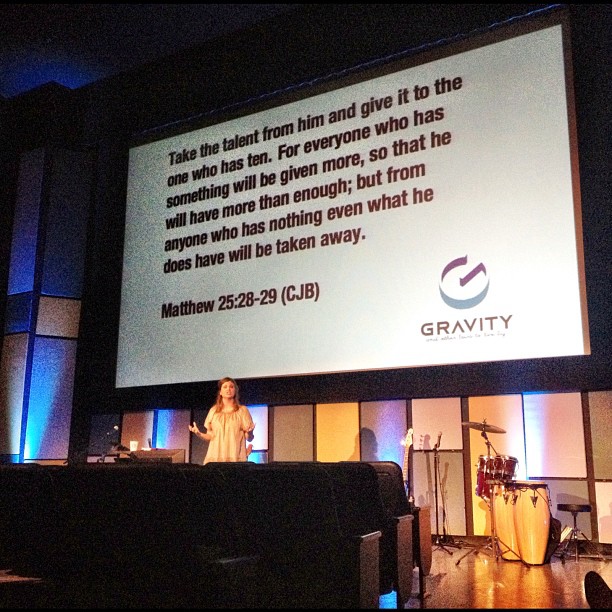 Take the talent from him and give it to the
one who has ten. For everyone who has
something will be given more, so that he
will have more than enough; but from
anyone who has nothing even what he
does have will be taken away.
Matthew 25:28-29 (CJB)
GRAVITY